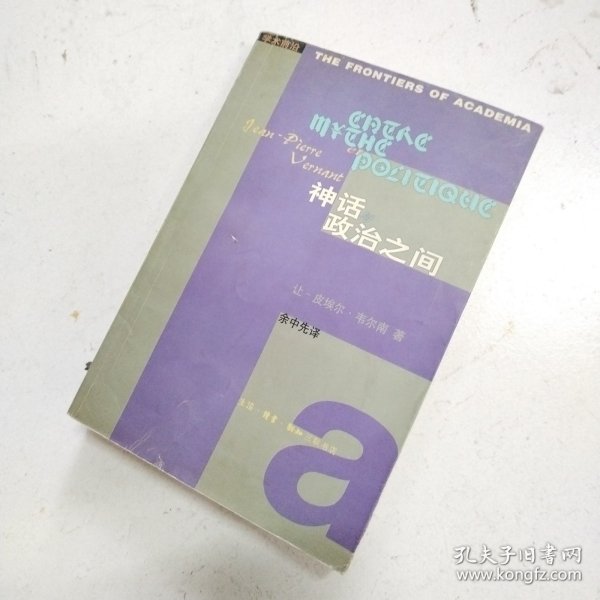 学术前沿
THE FRONTIERS OF ACADEMIA
ENTRE
MYTHE et
POLITIQUE
Jean-Pierre
Vernant
神话与
政治之间
让-皮埃尔·韦尔南 著
余中先译
生活·读书·新知三联书店
a
孔夫子旧书网
www.kongfz.com